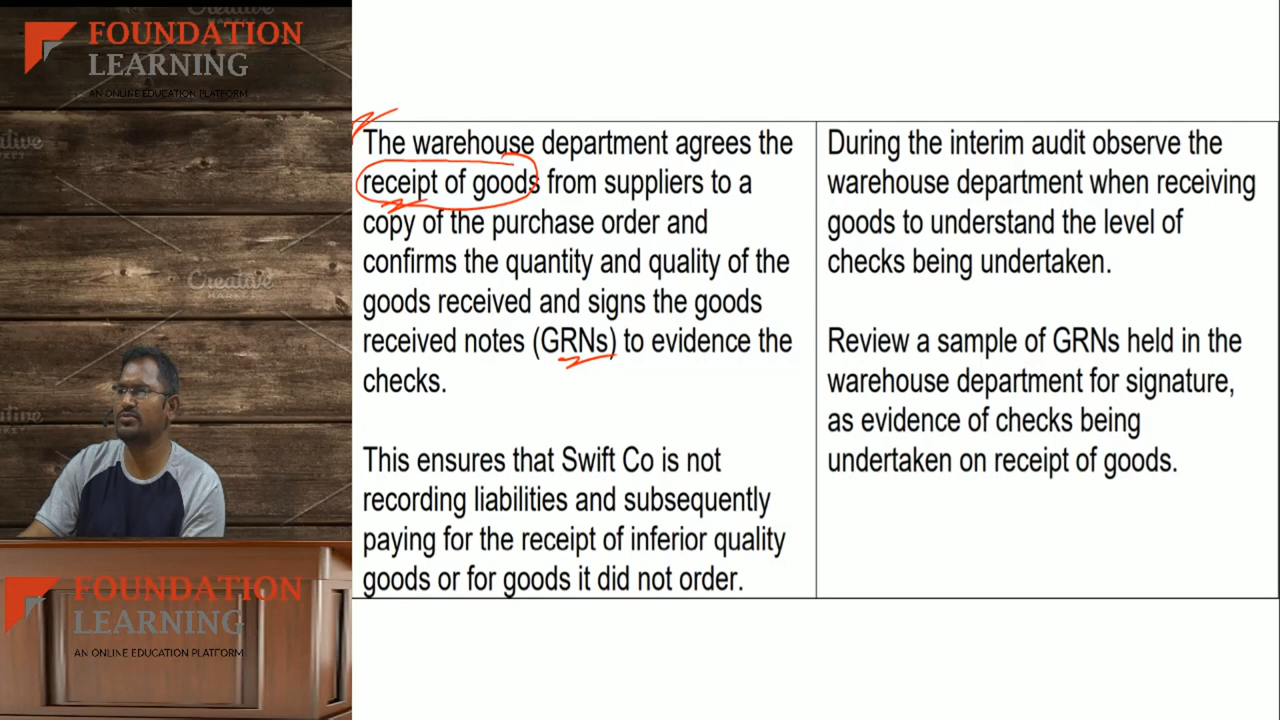 FOUNDATION
LEARNING
AN ONLINE EDUCATION PLATFORM
The warehouse department agrees the
receipt of goods from suppliers to a
copy of the purchase order and
confirms the quantity and quality of the
goods received and signs the goods
received notes (GRNs) to evidence the
checks.
This ensures that Swift Co is not
recording liabilities and subsequently
paying for the receipt of inferior quality
goods or for goods it did not order.
During the interim audit observe the
warehouse department when receiving
goods to understand the level of
checks being undertaken.
Review a sample of GRNs held in the
warehouse department for signature,
as evidence of checks being
undertaken on receipt of goods.
Creative
MARKET
FOUNDATION
LEARNING
AN ONLINE EDUCATION PLATFORM